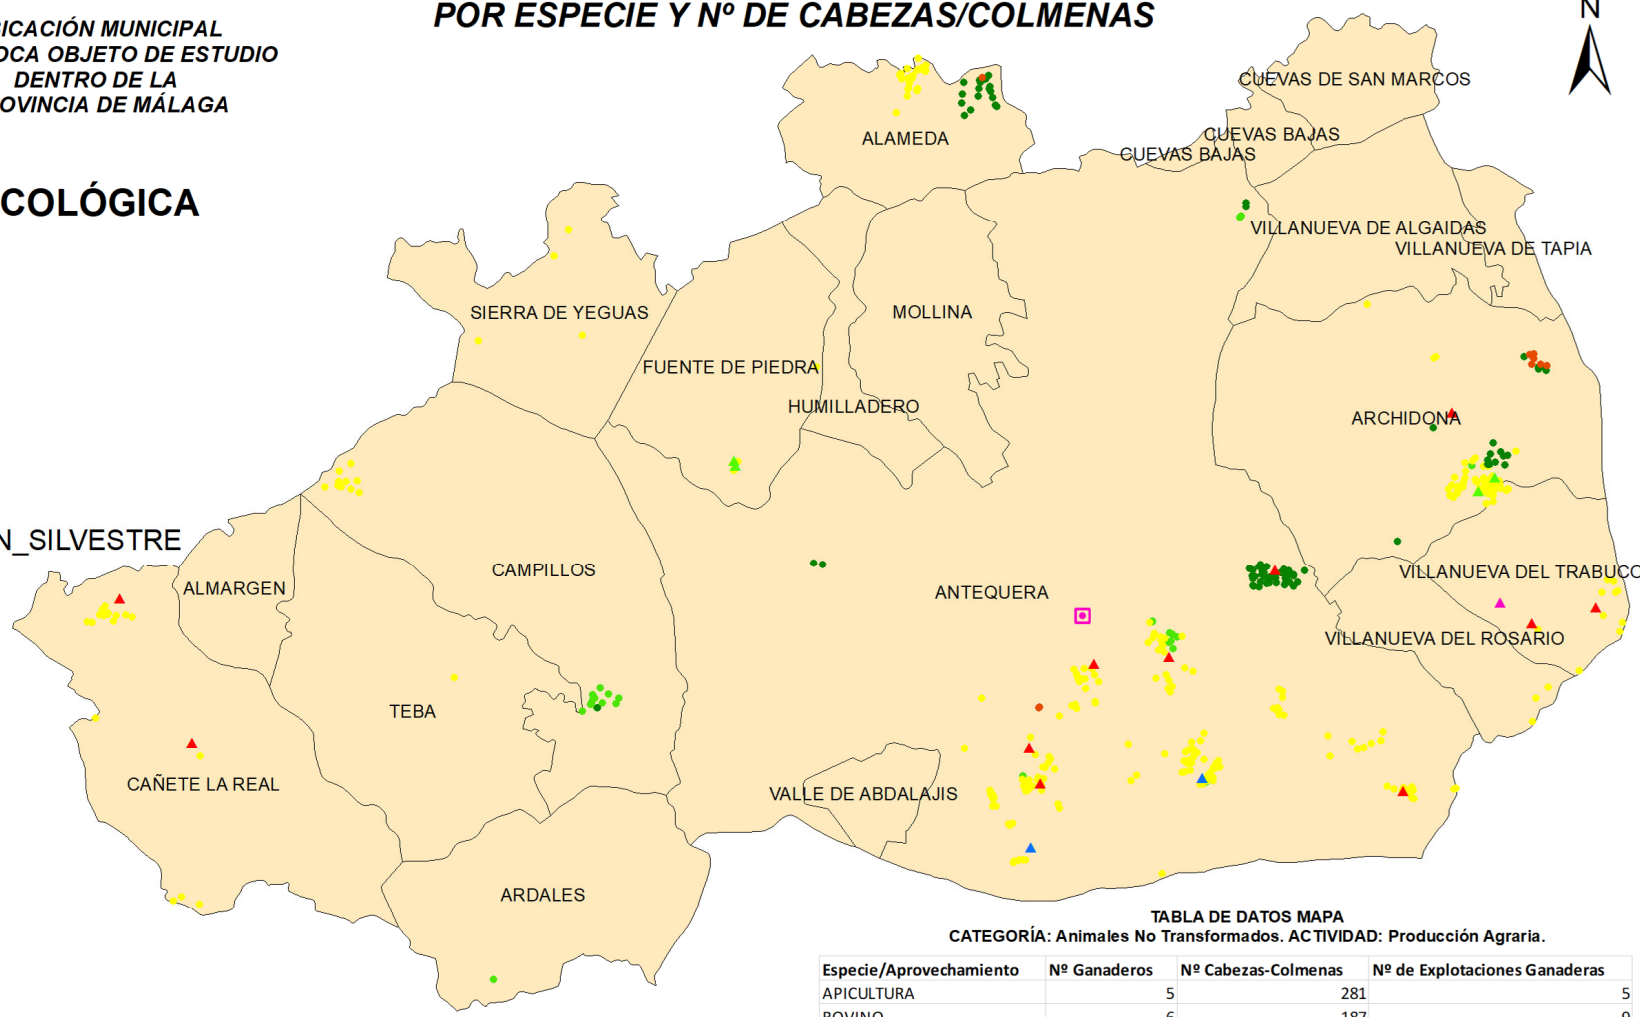 POR ESPECIE Y Nº DE CABEZAS/COLMENAS
N
ICACIÓN MUNICIPAL
OCA OBJETO DE ESTUDIO
DENTRO DE LA
OVINCIA DE MÁLAGA
COLÓGICA
CUEVAS DE SAN MARCOS
ALAMEDA
CUEVAS BAJAS
CUEVAS BAJAS
VILLANUEVA DE ALGAIDAS
VILLANUEVA DE TAPIA
SIERRA DE YEGUAS
MOLLINA
FUENTE DE PIEDRA
HUMILLADERO
ARCHIDONA
N_SILVESTRE
CAMPILLOS
ALMARGEN
ANTEQUERA
VILLANUEVA DEL TRABUCO
VILLANUEVA DEL ROSARIO
TEBA
CAÑETE LA REAL
VALLE DE ABDALAJIS
ARDALES
TABLA DE DATOS MAPA
CATEGORÍA: Animales No Transformados. ACTIVIDAD: Producción Agraria.
Especie/Aprovechamiento Nº Ganaderos Nº Cabezas-Colmenas Nº de Explotaciones Ganaderas
APICULTURA 5 281 5
BOVINO 6 187 9